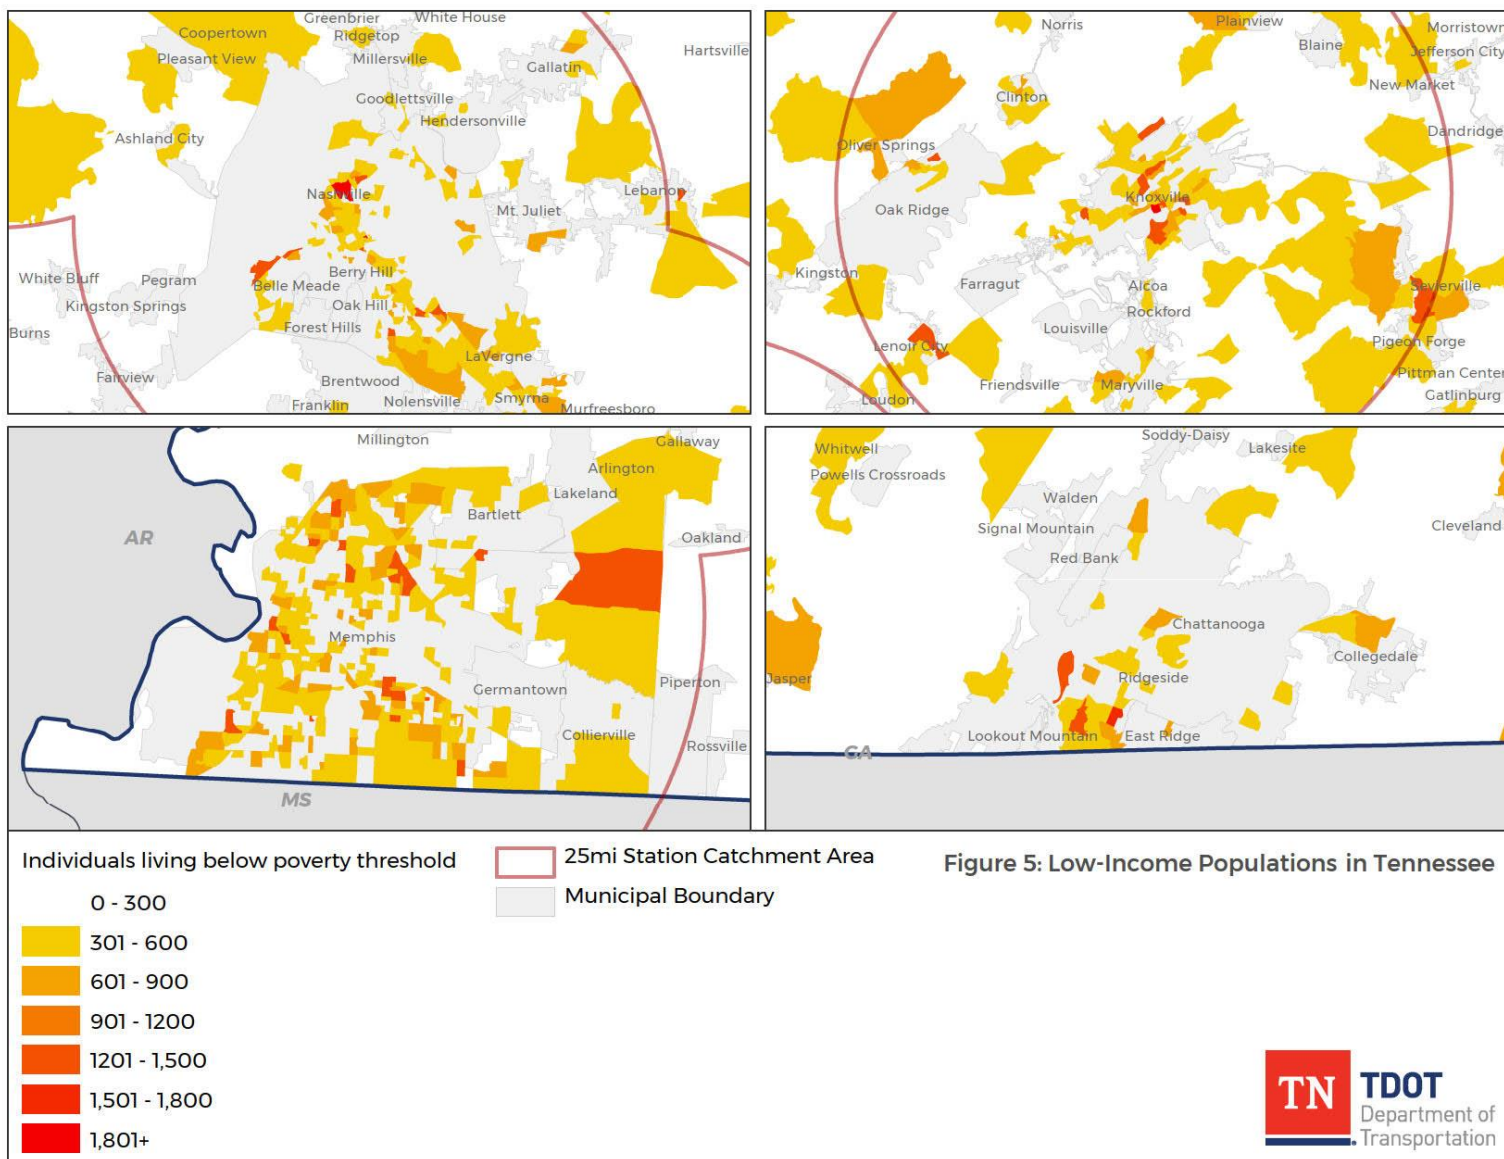 Greenbrier
White House
Coopertown
Ridgetop
Pleasant View
Millersville
Hartsville
Gallatin
Goodlettsville
Hendersonville
Ashland City
Nashville
Lebanon
Mt. Juliet
White Bluff
Pegram
Berry Hill
Belle Meade
Kingston Springs
Oak Hill
Burns
Forest Hills
LaVergne
Fairview
Brentwood
Franklin
Nolensville
Smyrna
Murfreesboro
Norris
Plainview
Morristown
Blaine
Jefferson City
Clinton
New Market
Oliver Springs
Dandridge
Oak Ridge
Knoxville
Kingston
Farragut
Alcoa
Sevierville
Rockford
Louisville
Lenoir City
Pigeon Forge
Friendsville
Maryville
Pittman Center
Loudon
Gatlinburg
Millington
Gallaway
Arlington
Lakeland
Bartlett
AR
Oakland
Memphis
Germantown
Piperton
Collierville
Rossville
MS
Soddy-Daisy
Whitwell
Lakesite
Powells Crossroads
Walden
Signal Mountain
Cleveland
Red Bank
Chattanooga
Collegedale
Jasper
Ridgeside
Lookout Mountain
East Ridge
GA
Individuals living below poverty threshold
0 - 300
301 - 600
601 - 900
901 - 1200
1201 - 1,500
1,501 - 1,800
1,801+
25mi Station Catchment Area
Municipal Boundary
Figure 5: Low-Income Populations in Tennessee
TN
TDOT
Department of
Transportation